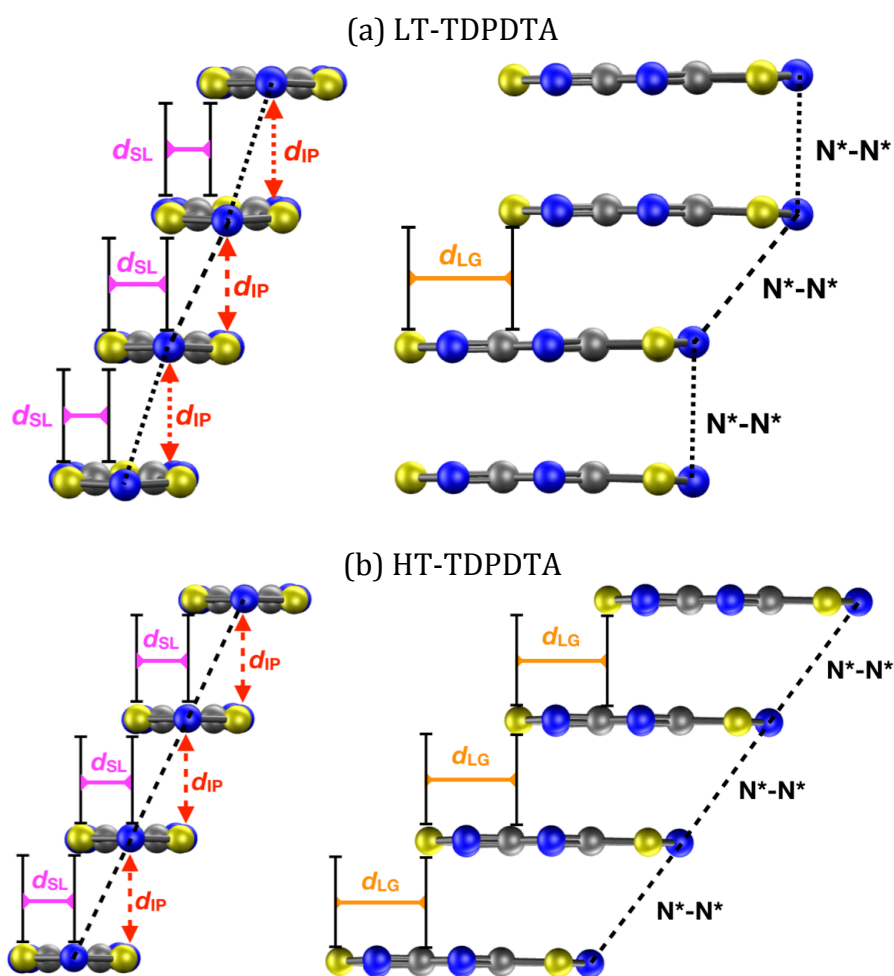 (a) LT-TDPDTA
dSL
dIP
N*-N*
dSL
dIP
dLG
N*-N*
dSL
dIP
N*-N*
(b) HT-TDPDTA
dSL
dIP
dLG
N*-N*
dSL
dIP
dLG
N*-N*
dSL
dIP
dLG
N*-N*